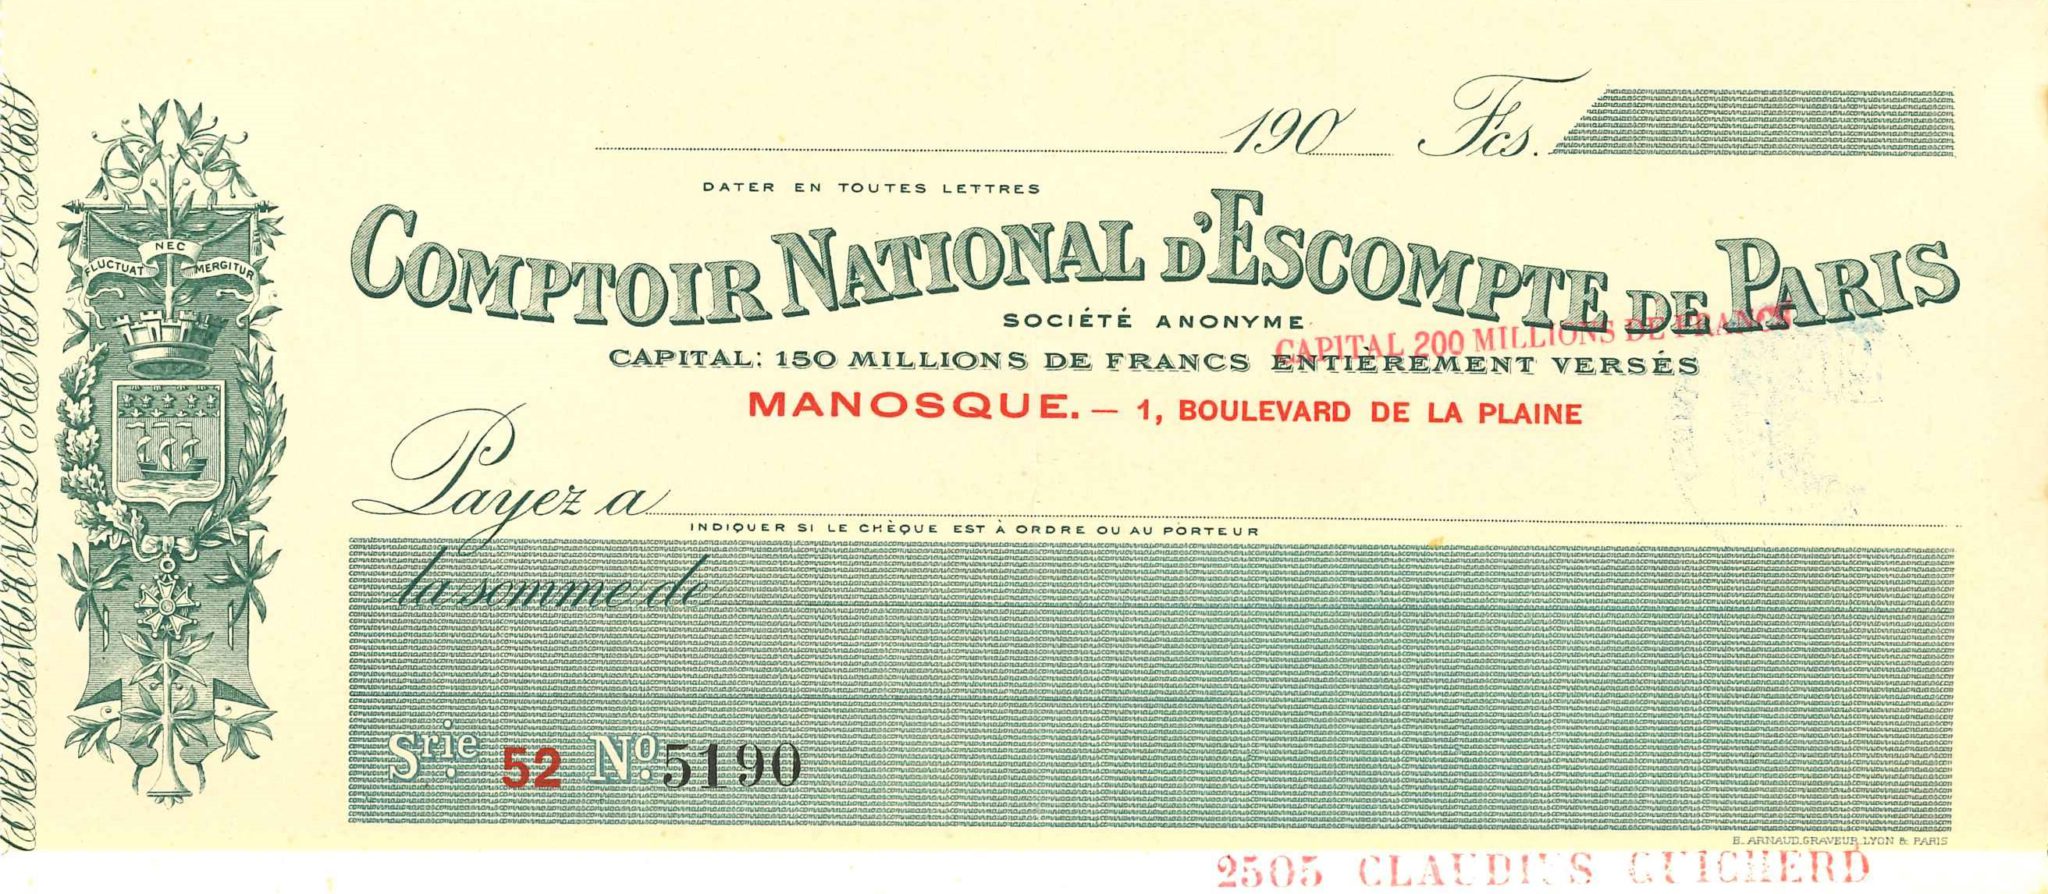 190 Fcs.
DATER EN TOUTES LETTRES
COMPTOIR NATIONAL D'ESCOMPTE DE PARIS
SOCIÉTÉ ANONYME
CAPITAL 200 MILLIONS DE FRANCS
CAPITAL: 150 MILLIONS DE FRANCS ENTIÈREMENT VERSÉS
MANOSQUE. — 1, BOULEVARD DE LA PLAINE
FLUCTUAT NEC MERGITUR
Payez a
INDIQUER SI LE CHÈQUE EST À ORDRE OU AU PORTEUR
la somme de
Srie 52 No. 5190
B. ARNAUD, GRAVEUR, LYON & PARIS
2505 CLAUDIUS GUICHERD